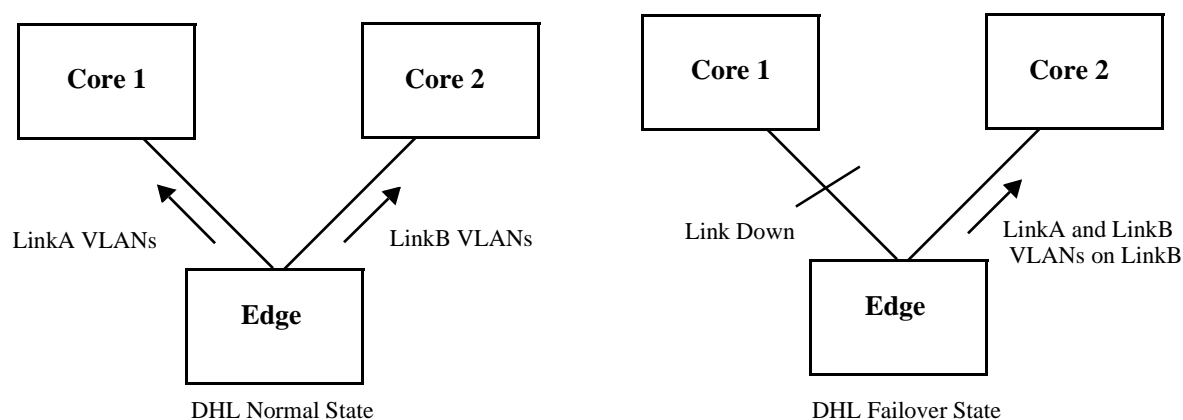 Core 1
Core 2
LinkA VLANs
LinkB VLANs
Edge
DHL Normal State
Core 1
Core 2
Link Down
LinkA and LinkB
VLANs on LinkB
Edge
DHL Failover State